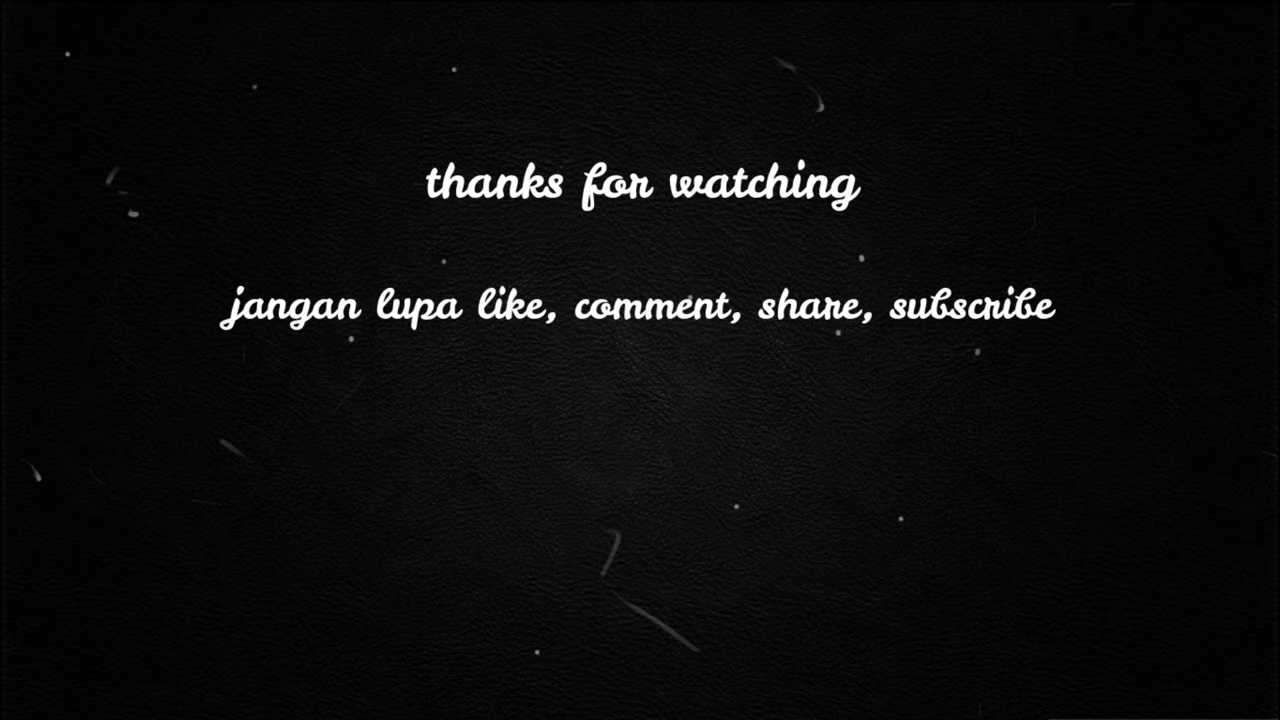 thanks for watching
jangan lupa like, comment, share, subscribe